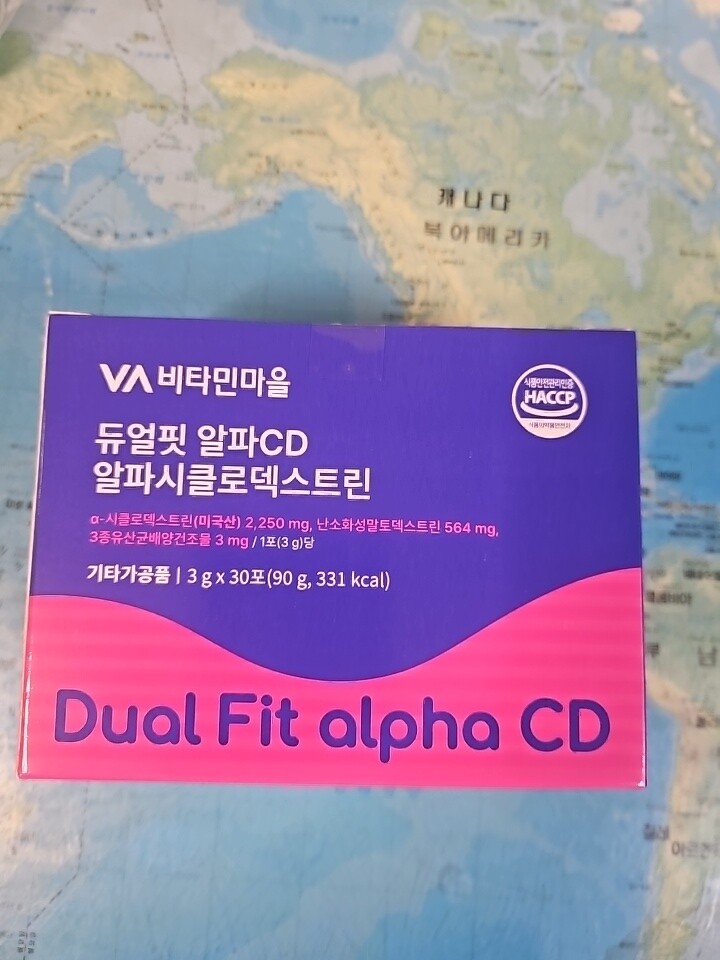 캐나다
북아메리카
VA 비타민마을
식품안전관리인증
HACCP
식품의약품안전처
듀얼핏 알파CD
알파시클로덱스트린
α-시클로덱스트린(미국산) 2,250 mg, 난소화성말토덱스트린 564 mg,
3종유산균배양건조물 3 mg / 1포(3 g)당
기타가공품 | 3 g x 30포(90 g, 331 kcal)
Dual Fit alpha CD
남
칠레